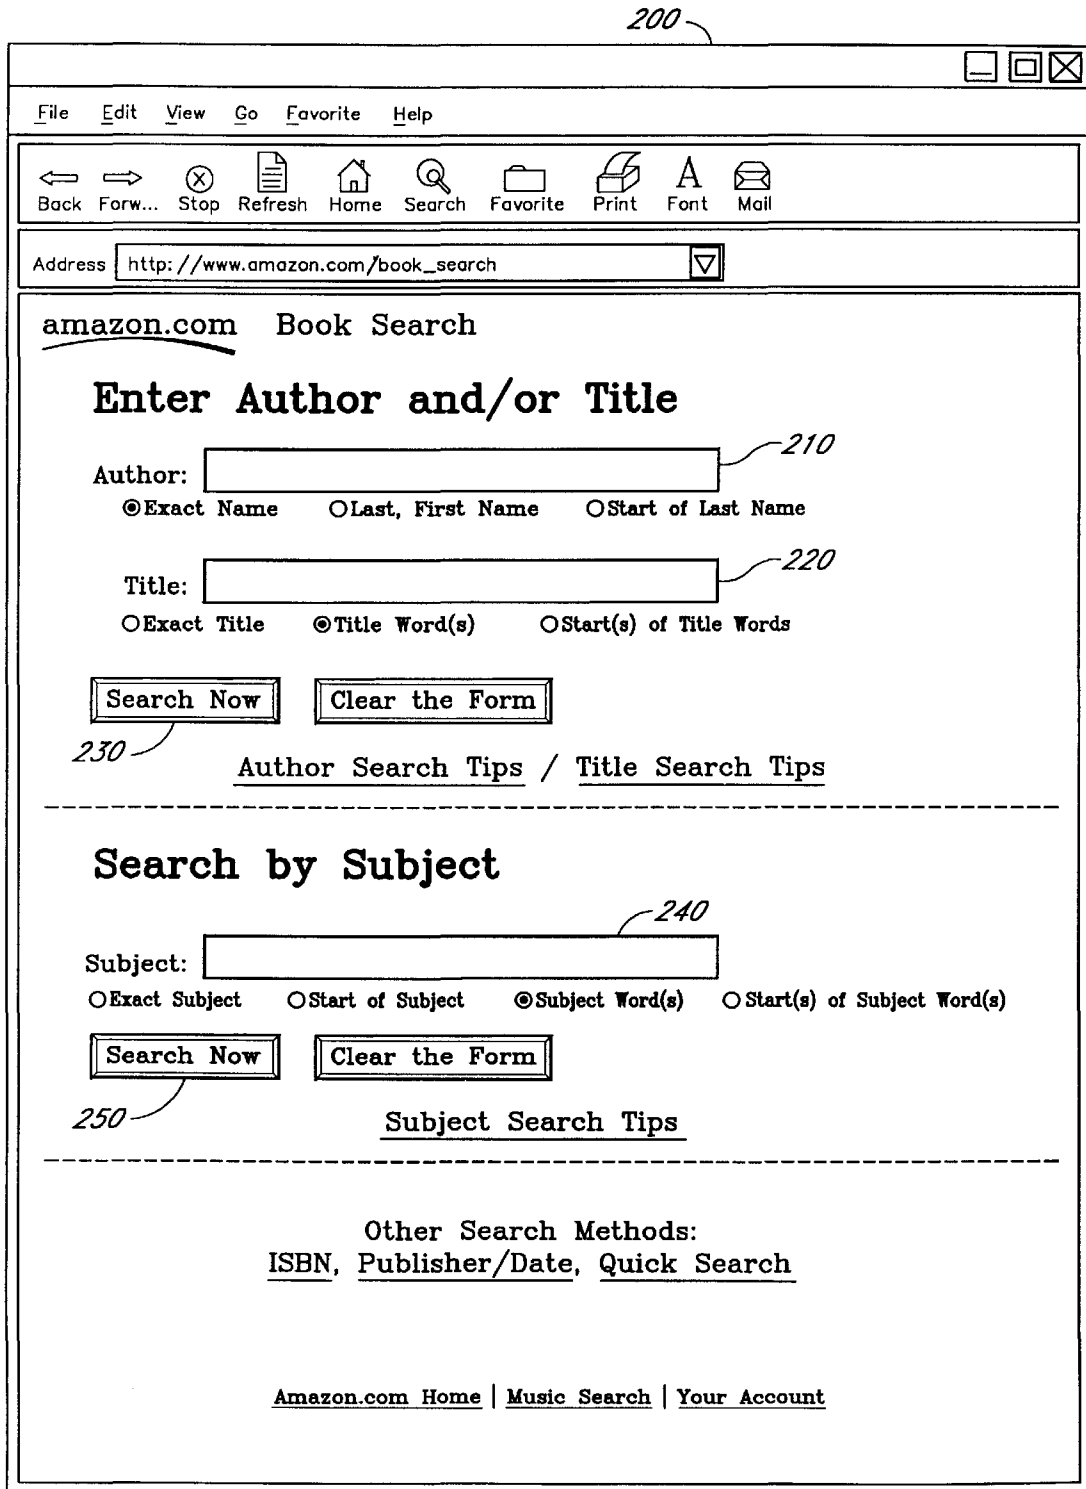 200
File Edit View Go Favorite Help
Back Forw... Stop Refresh Home Search Favorite Print Font Mail
Address http://www.amazon.com/book_search
amazon.com Book Search
Enter Author and/or Title
210
Author:
Exact Name Last, First Name Start of Last Name
220
Title:
Exact Title Title Word(s) Start(s) of Title Words
Search Now Clear the Form
230
Author Search Tips / Title Search Tips
Search by Subject
240
Subject:
Exact Subject Start of Subject Subject Word(s) Start(s) of Subject Word(s)
Search Now Clear the Form
250
Subject Search Tips
Other Search Methods:
ISBN, Publisher/Date, Quick Search
Amazon.com Home | Music Search | Your Account